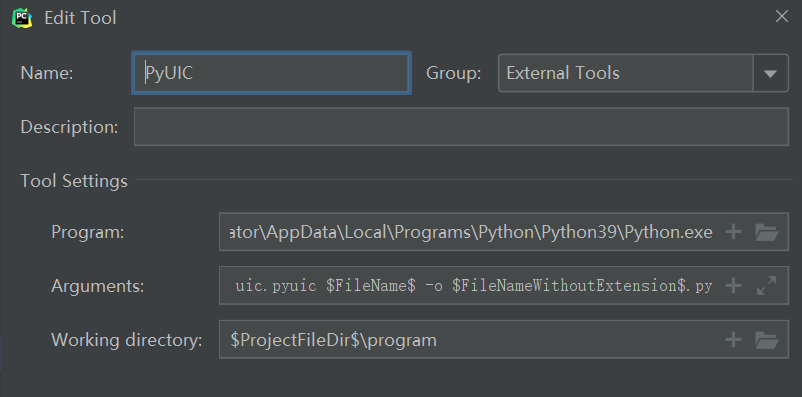 Edit Tool
Name: PyUIC Group: External Tools
Description:
Tool Settings
Program: ator\AppData\Local\Programs\Python\Python39\Python.exe
Arguments: uic.pyuic $FileName$ -o $FileNameWithoutExtension$.py
Working directory: $ProjectFileDir$\program